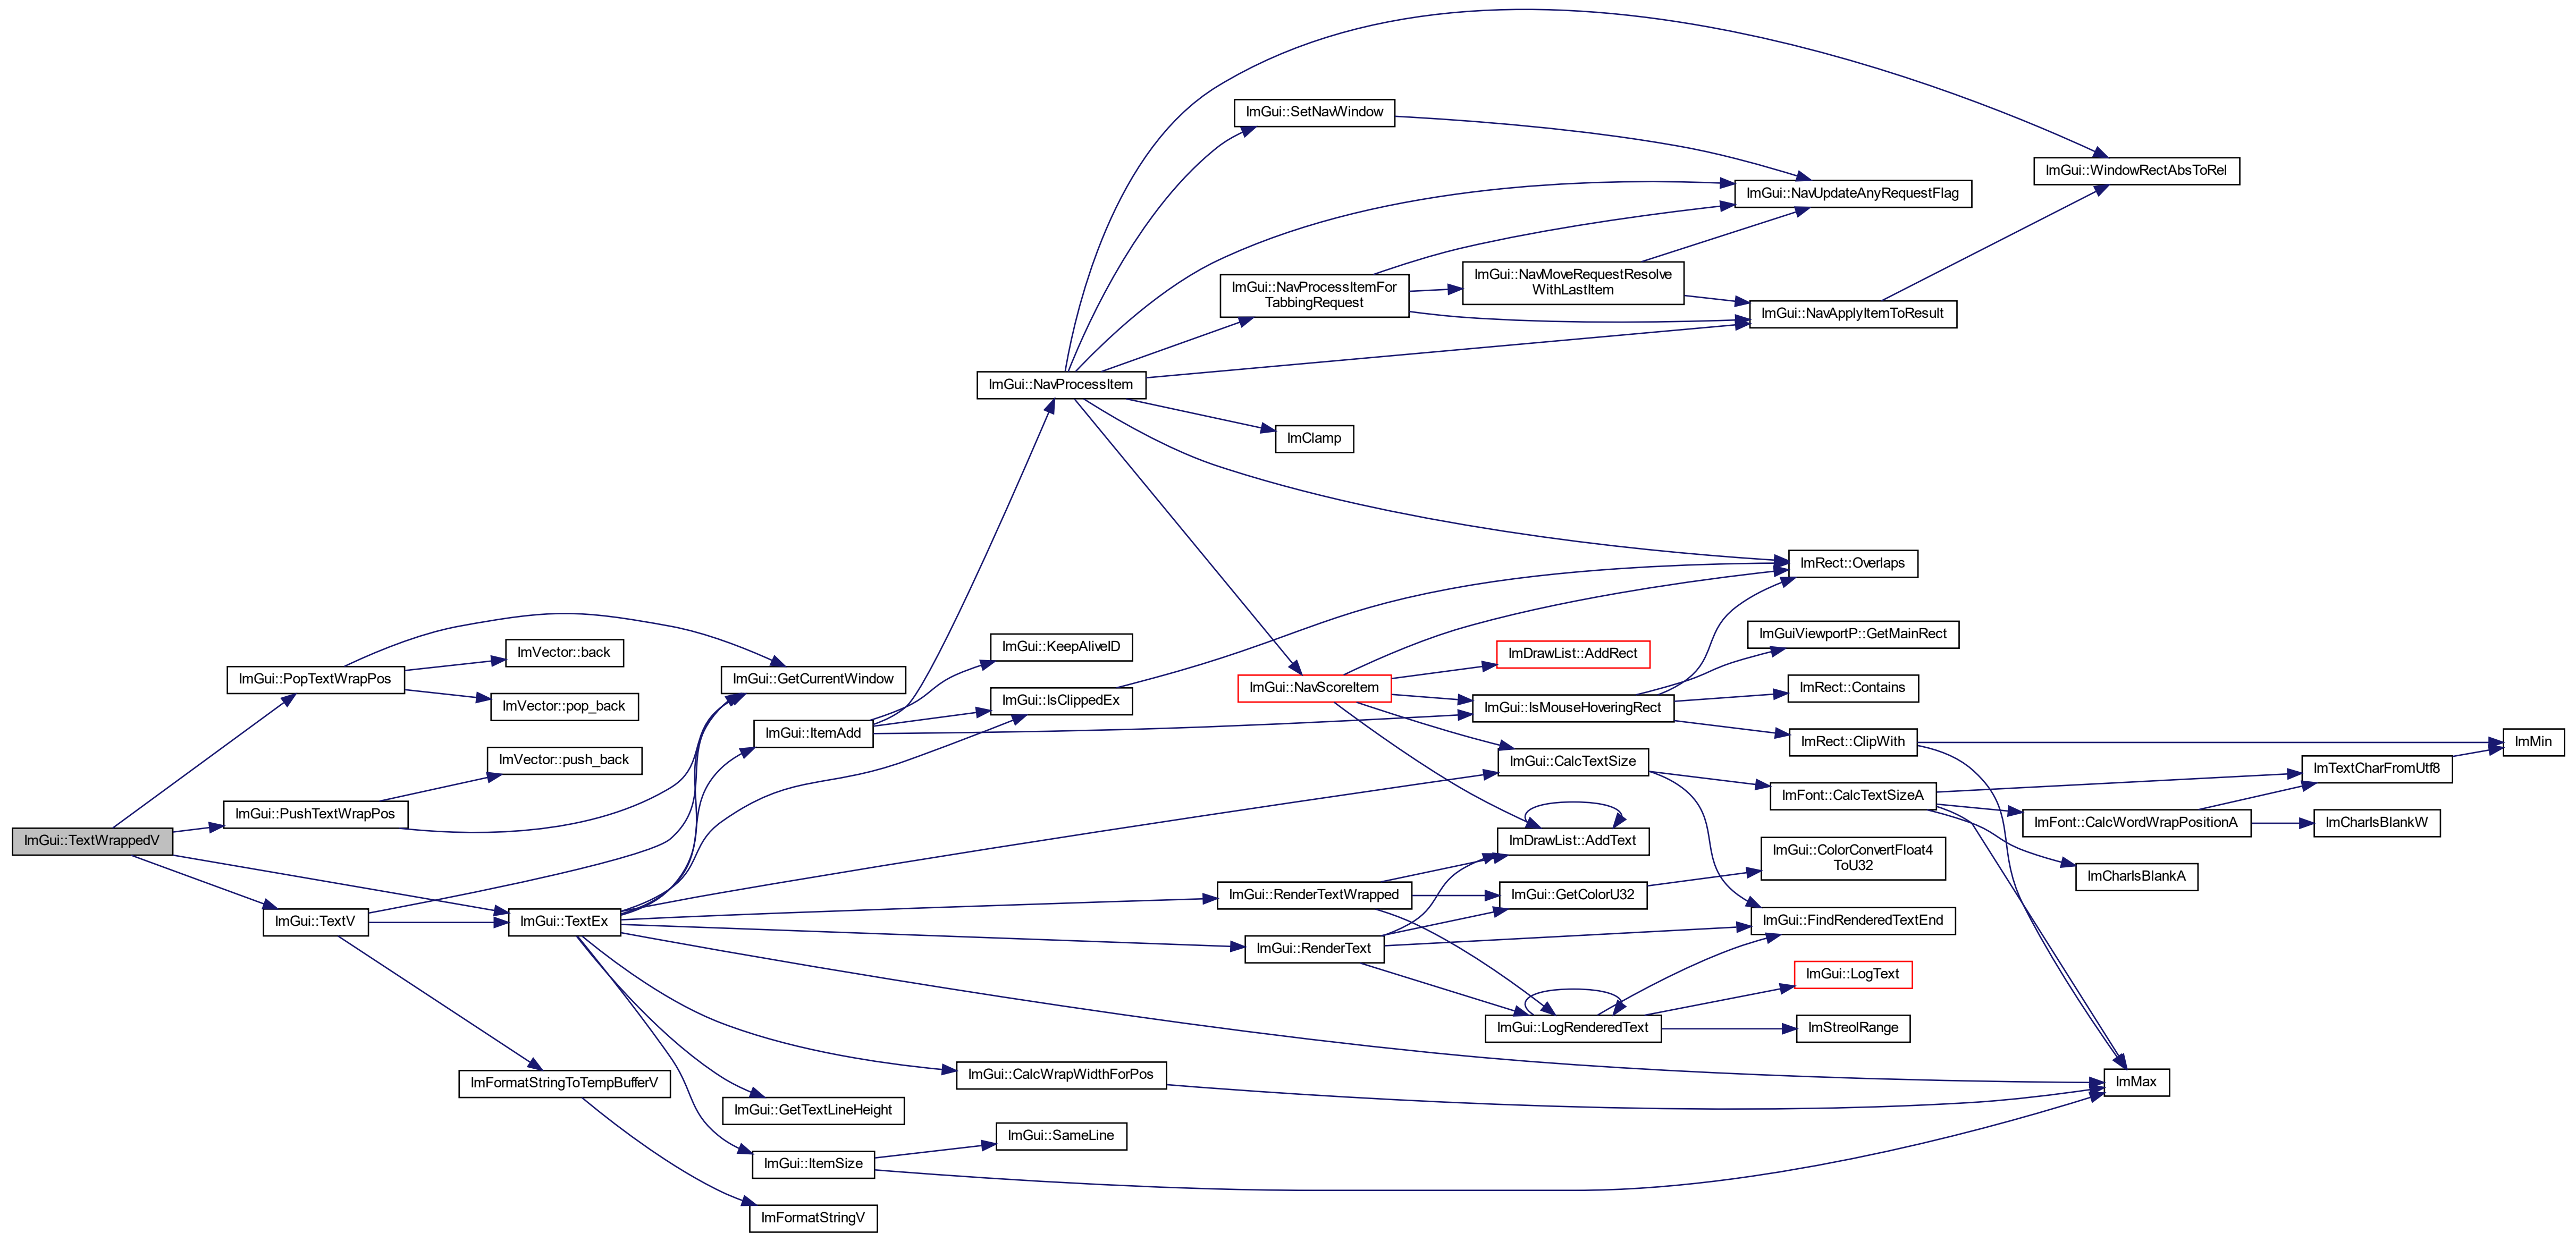 ImGui::SetNavWindow
ImGui::WindowRectAbsToRel
ImGui::NavUpdateAnyRequestFlag
ImGui::NavProcessItemFor
TabbingRequest
ImGui::NavMoveRequestResolve
WithLastItem
ImGui::NavApplyItemToResult
ImGui::NavProcessItem
ImClamp
ImRect::Overlaps
ImGui::KeepAliveID
ImGuiViewportP::GetMainRect
ImVector::back
ImDrawList::AddRect
ImGui::PopTextWrapPos
ImGui::GetCurrentWindow
ImGui::NavScoreItem
ImRect::Contains
ImVector::pop_back
ImGui::IsClippedEx
ImGui::IsMouseHoveringRect
ImGui::ItemAdd
ImRect::ClipWith
ImMin
ImVector::push_back
ImGui::CalcTextSize
ImTextCharFromUtf8
ImFont::CalcTextSizeA
ImGui::PushTextWrapPos
ImFont::CalcWordWrapPositionA
ImCharIsBlankW
ImGui::TextWrappedV
ImDrawList::AddText
ImGui::ColorConvertFloat4
ToU32
ImCharIsBlankA
ImGui::RenderTextWrapped
ImGui::GetColorU32
ImGui::TextV
ImGui::TextEx
ImGui::FindRenderedTextEnd
ImGui::RenderText
ImGui::LogText
ImGui::LogRenderedText
ImStreolRange
ImFormatStringToTempBufferV
ImGui::CalcWrapWidthForPos
ImMax
ImGui::GetTextLineHeight
ImGui::SameLine
ImGui::ItemSize
ImFormatStringV